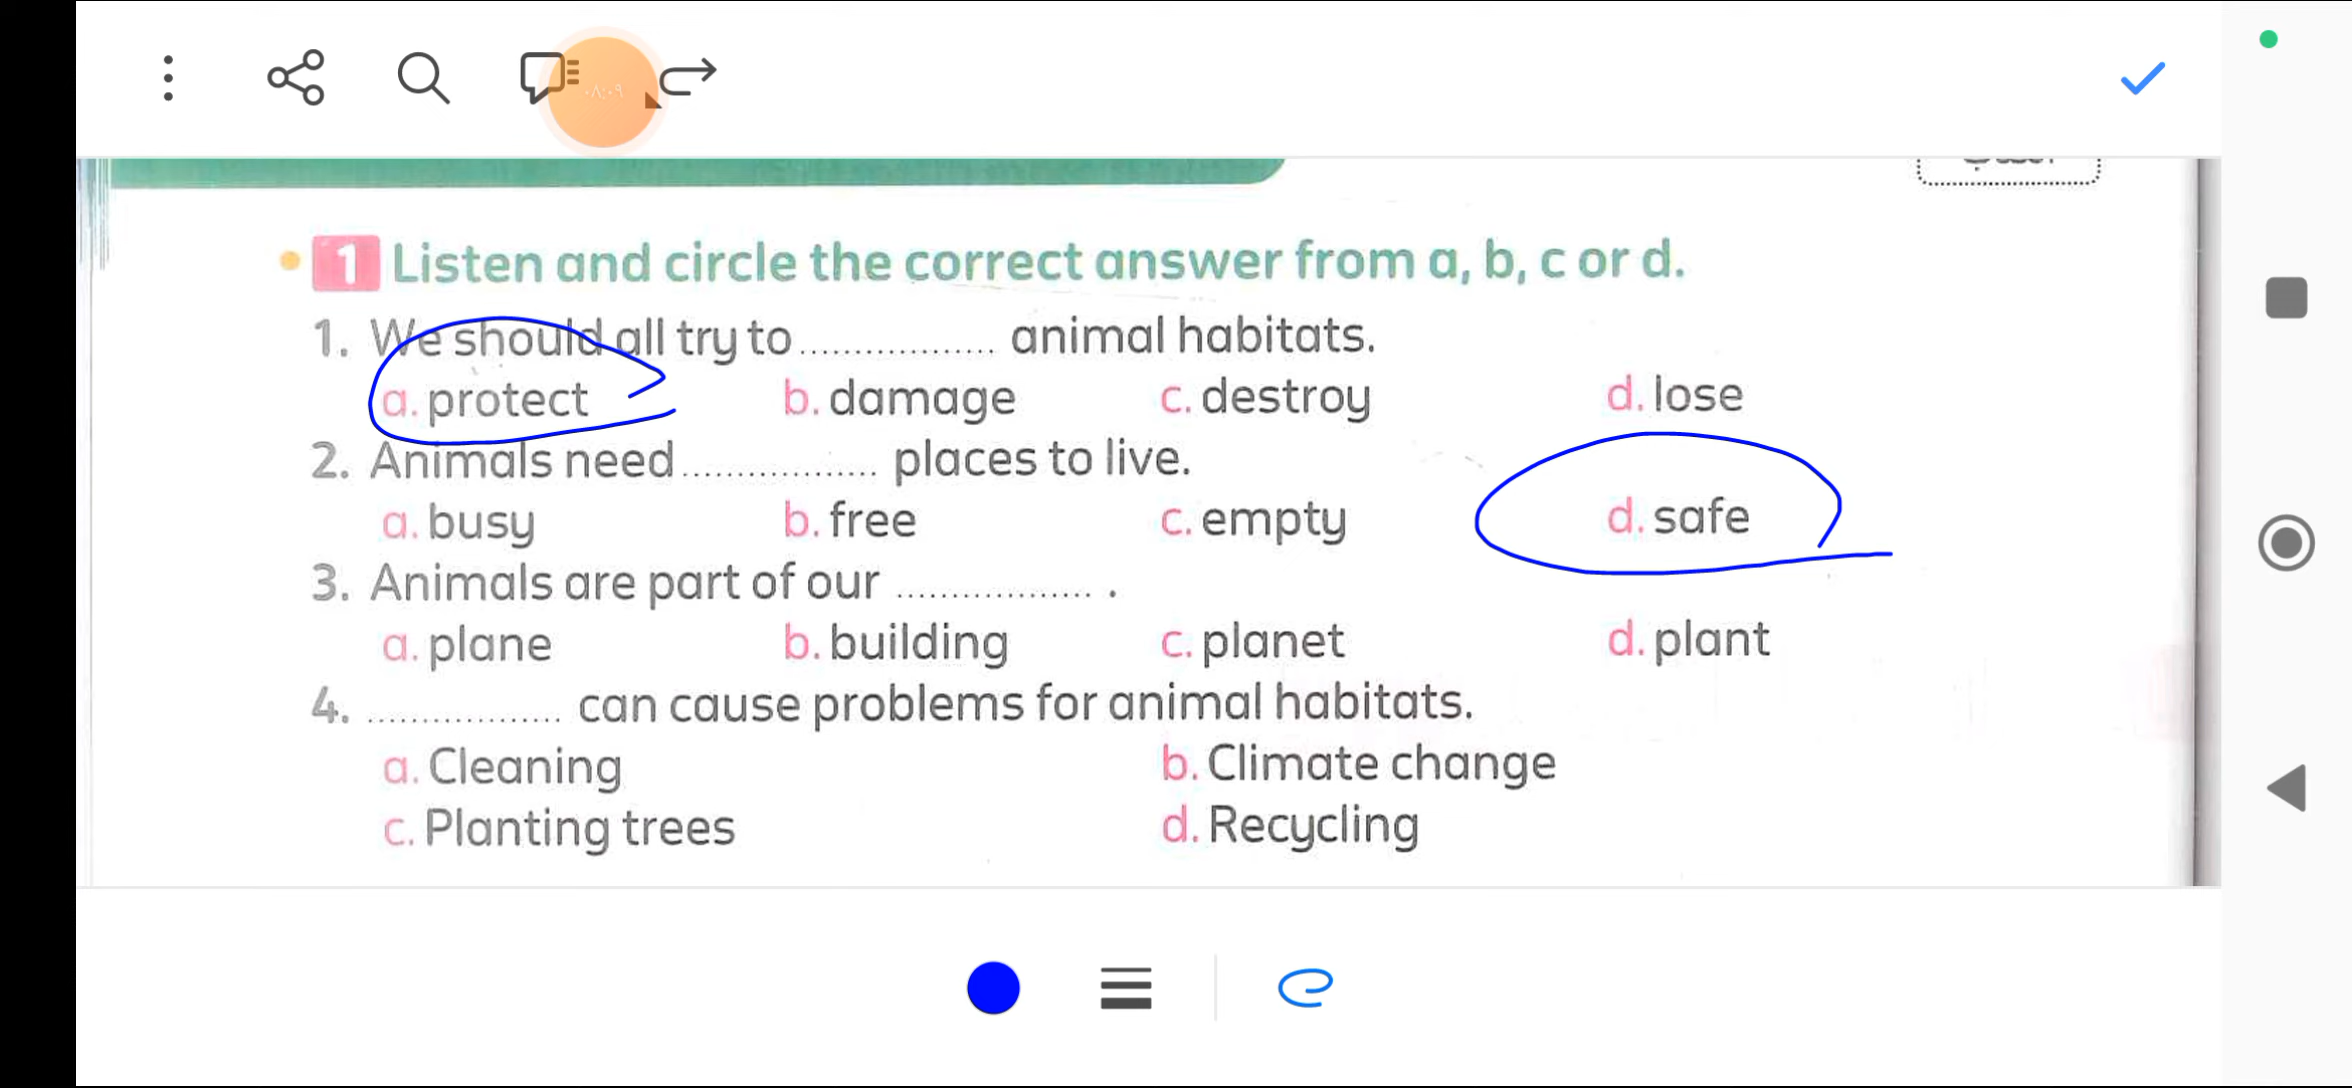 ٠٨:٠٩
1 Listen and circle the correct answer from a, b, c or d.
1. We should all try to .................. animal habitats.
a. protect b. damage c. destroy d. lose
2. Animals need .................. places to live.
a. busy b. free c. empty d. safe
3. Animals are part of our .................. .
a. plane b. building c. planet d. plant
4. .................. can cause problems for animal habitats.
a. Cleaning b. Climate change
c. Planting trees d. Recycling